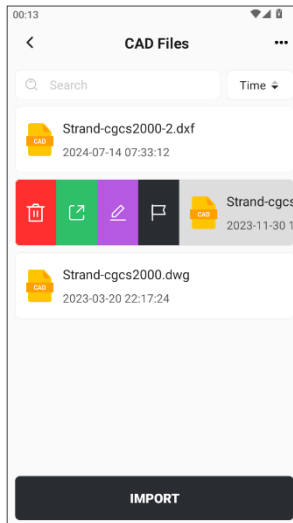 00:13
CAD Files
Search
Time
CAD
Strand-cgcs2000-2.dxf
2024-07-14 07:33:12
CAD
Strand-cgcs
2023-11-30 1
CAD
Strand-cgcs2000.dwg
2023-03-20 22:17:24
IMPORT